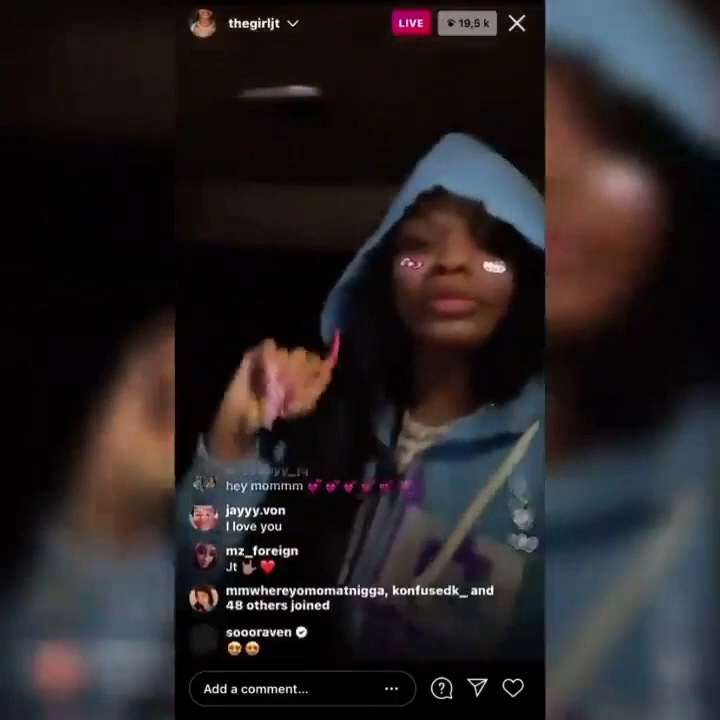 thegirljt
LIVE
19,5 k
hey mommm
jayyy.von
I love you
mz_foreign
Jt
mmwhereyomomatnigga, konfusedk_ and
48 others joined
soooraven
Add a comment...